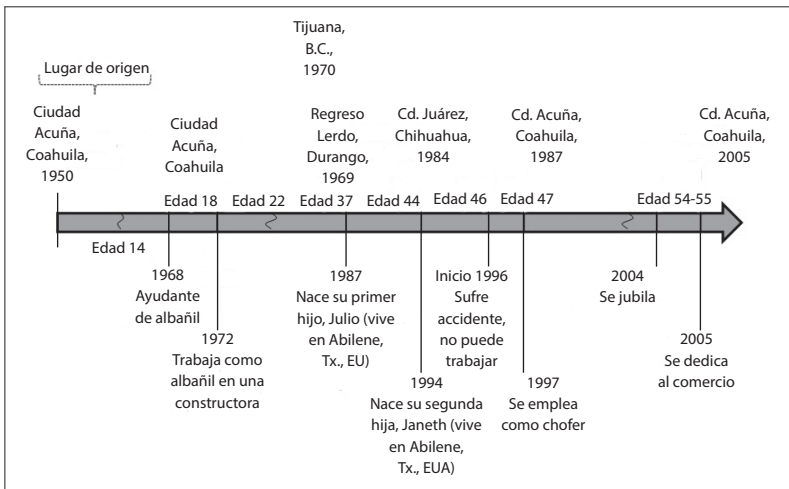 Tijuana,
B.C.,
1970
Lugar de origen
Ciudad
Acuña,
Coahuila,
1950
Ciudad
Acuña,
Coahuila
Regreso
Lerdo,
Durango,
1969
Cd. Juárez,
Chihuahua,
1984
Cd. Acuña,
Coahuila,
1987
Cd. Acuña,
Coahuila,
2005
Edad 18
Edad 22
Edad 37
Edad 44
Edad 46
Edad 47
Edad 54-55
Edad 14
1968
Ayudante
de albañil
1972
Trabaja como
albañil en una
constructora
1987
Nace su primer
hijo, Julio (vive
en Abilene,
Tx., EU)
1994
Nace su segunda
hija, Janeth (vive
en Abilene,
Tx., EUA)
Inicio 1996
Sufre
accidente,
no puede
trabajar
1997
Se emplea
como chofer
2004
Se jubila
2005
Se dedica
al comercio